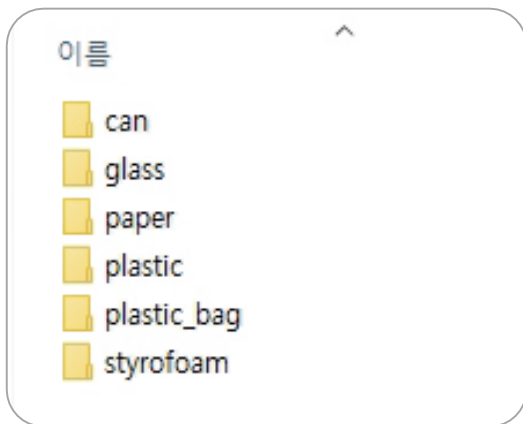 이름
can
glass
paper
plastic
plastic_bag
styrofoam